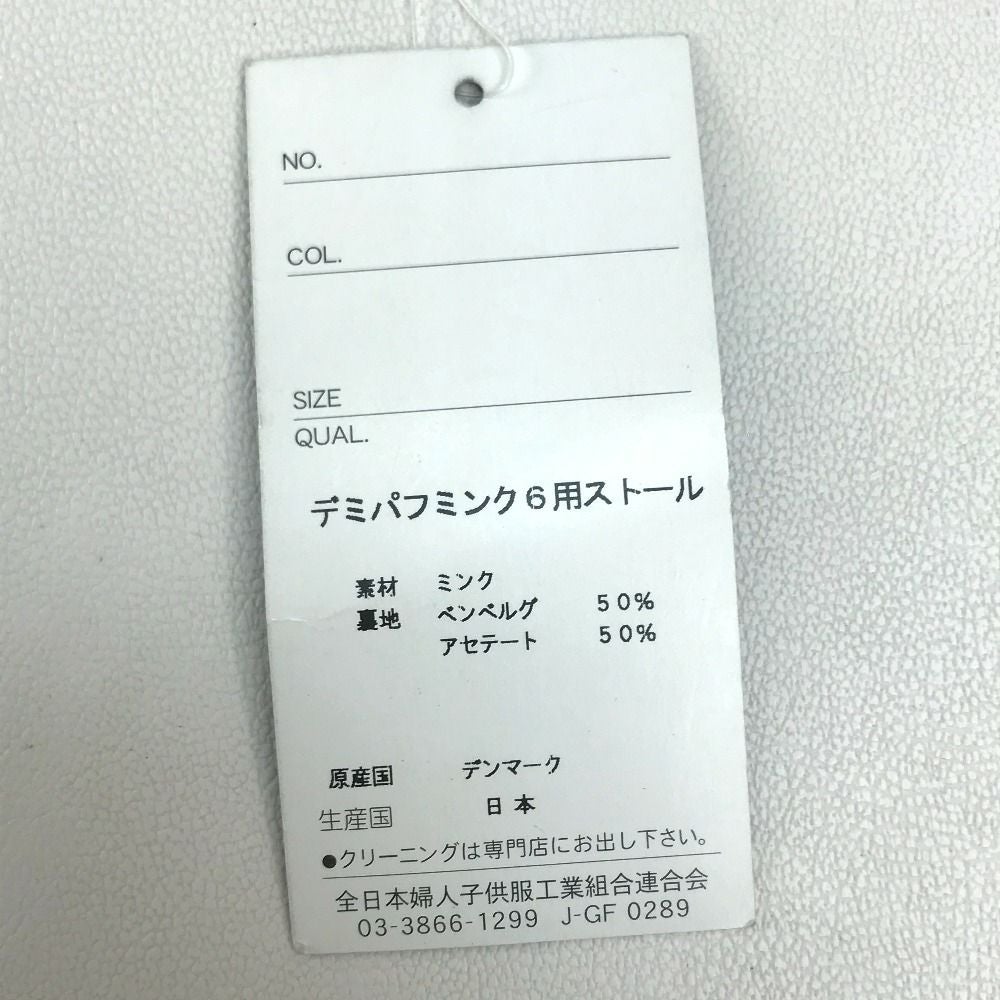 NO.
COL.
SIZE
QUAL.
デミパフミンク6用ストール
素材 ミンク
裏地 ベンベルグ 50%
アセテート 50%
原産国 デンマーク
生産国 日本
●クリーニングは専門店にお出し下さい。
全日本婦人子供服工業組合連合会
03-3866-1299 J-GF 0289